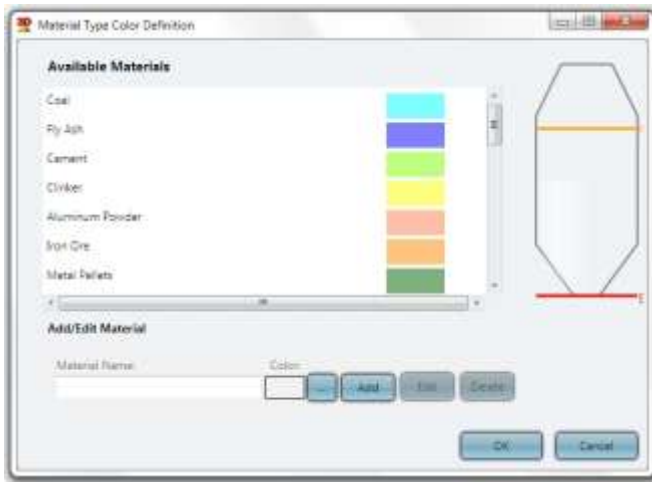 3D
Material Type Color Definition
Available Materials
Coal
Fly Ash
Cement
Clinker
Aluminum Powder
Iron Ore
Metal Pellets
Add/Edit Material
Material Name:
Color:
... Add Edit Delete
OK Cancel